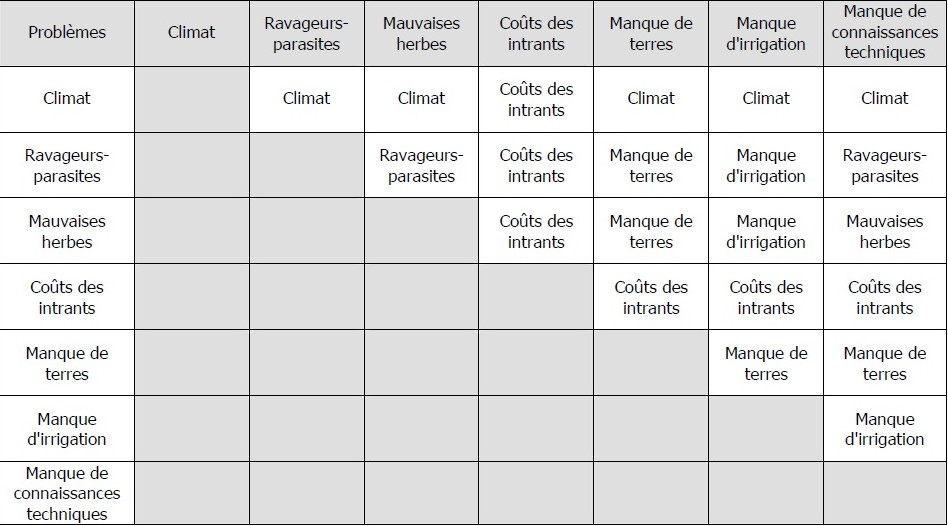 Problèmes
Climat
Ravageurs-
parasites
Mauvaises
herbes
Coûts des
intrants
Manque de
terres
Manque
d'irrigation
Manque de
connaissances
techniques
Climat
Climat
Climat
Coûts des
intrants
Climat
Climat
Climat
Ravageurs-
parasites
Ravageurs-
parasites
Coûts des
intrants
Manque de
terres
Manque
d'irrigation
Ravageurs-
parasites
Mauvaises
herbes
Coûts des
intrants
Manque de
terres
Manque
d'irrigation
Mauvaises
herbes
Coûts des
intrants
Coûts des
intrants
Coûts des
intrants
Coûts des
intrants
Manque de
terres
Manque de
terres
Manque de
terres
Manque
d'irrigation
Manque
d'irrigation
Manque de
connaissances
techniques